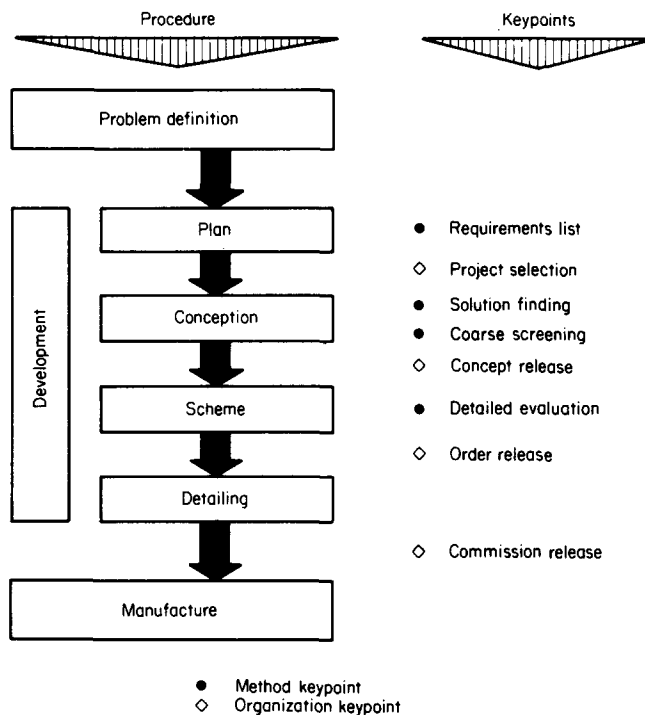 Procedure
Keypoints
Problem definition
Development
Plan
Conception
Scheme
Detailing
Manufacture
● Requirements list
◇ Project selection
● Solution finding
● Coarse screening
◇ Concept release
● Detailed evaluation
◇ Order release
◇ Commission release
● Method keypoint
◇ Organization keypoint